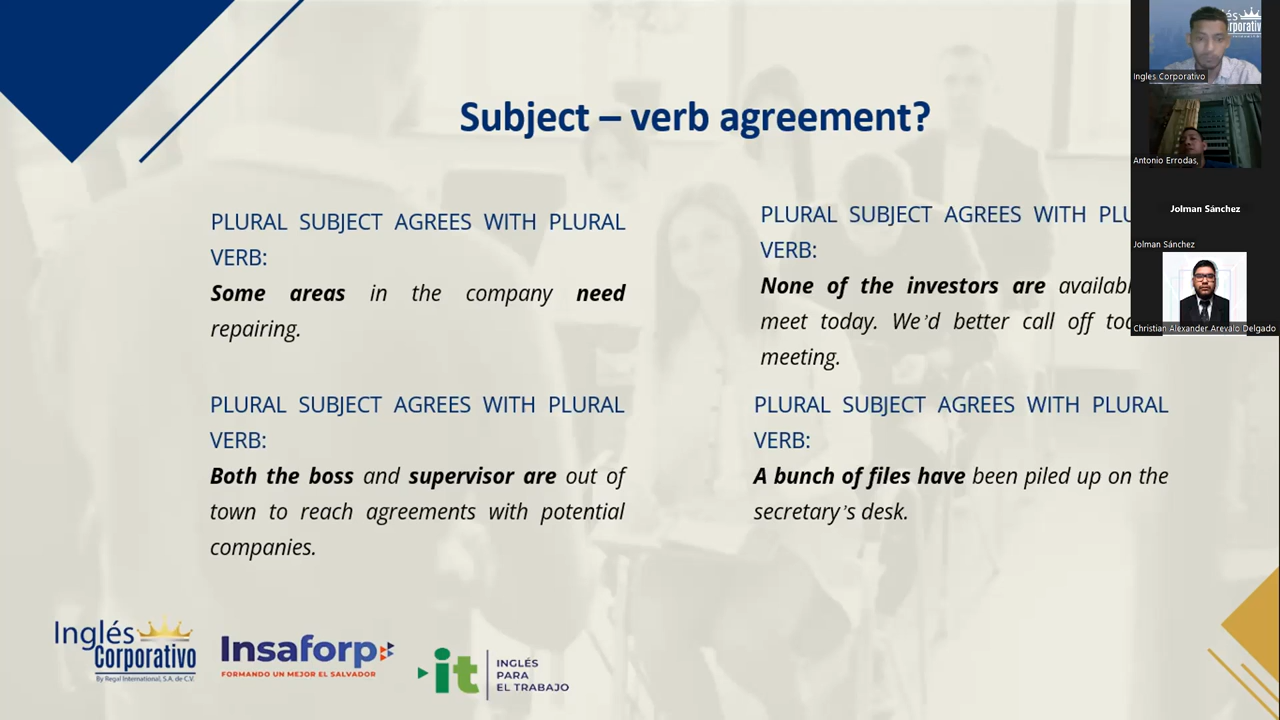 Subject – verb agreement?
PLURAL SUBJECT AGREES WITH PLURAL
VERB:
Some areas in the company need
repairing.
PLURAL SUBJECT AGREES WITH PLURAL
VERB:
Both the boss and supervisor are out of
town to reach agreements with potential
companies.
PLURAL SUBJECT AGREES WITH
VERB:
None of the investors are
meet today. We’d better call off
meeting.
PLURAL SUBJECT AGREES WITH PLURAL
VERB:
A bunch of files have been piled up on the
secretary’s desk.
Inglés
Corporativo
By Regal International, S.A. de C.V.
Insaforp
FORMANDO UN MEJOR EL SALVADOR
it
INGLÉS
PARA
EL TRABAJO
Ingles Corporativo
Antonio Errodas,
Jolman Sánchez
Jolman Sánchez
Christian Alexander Arevalo Delgado